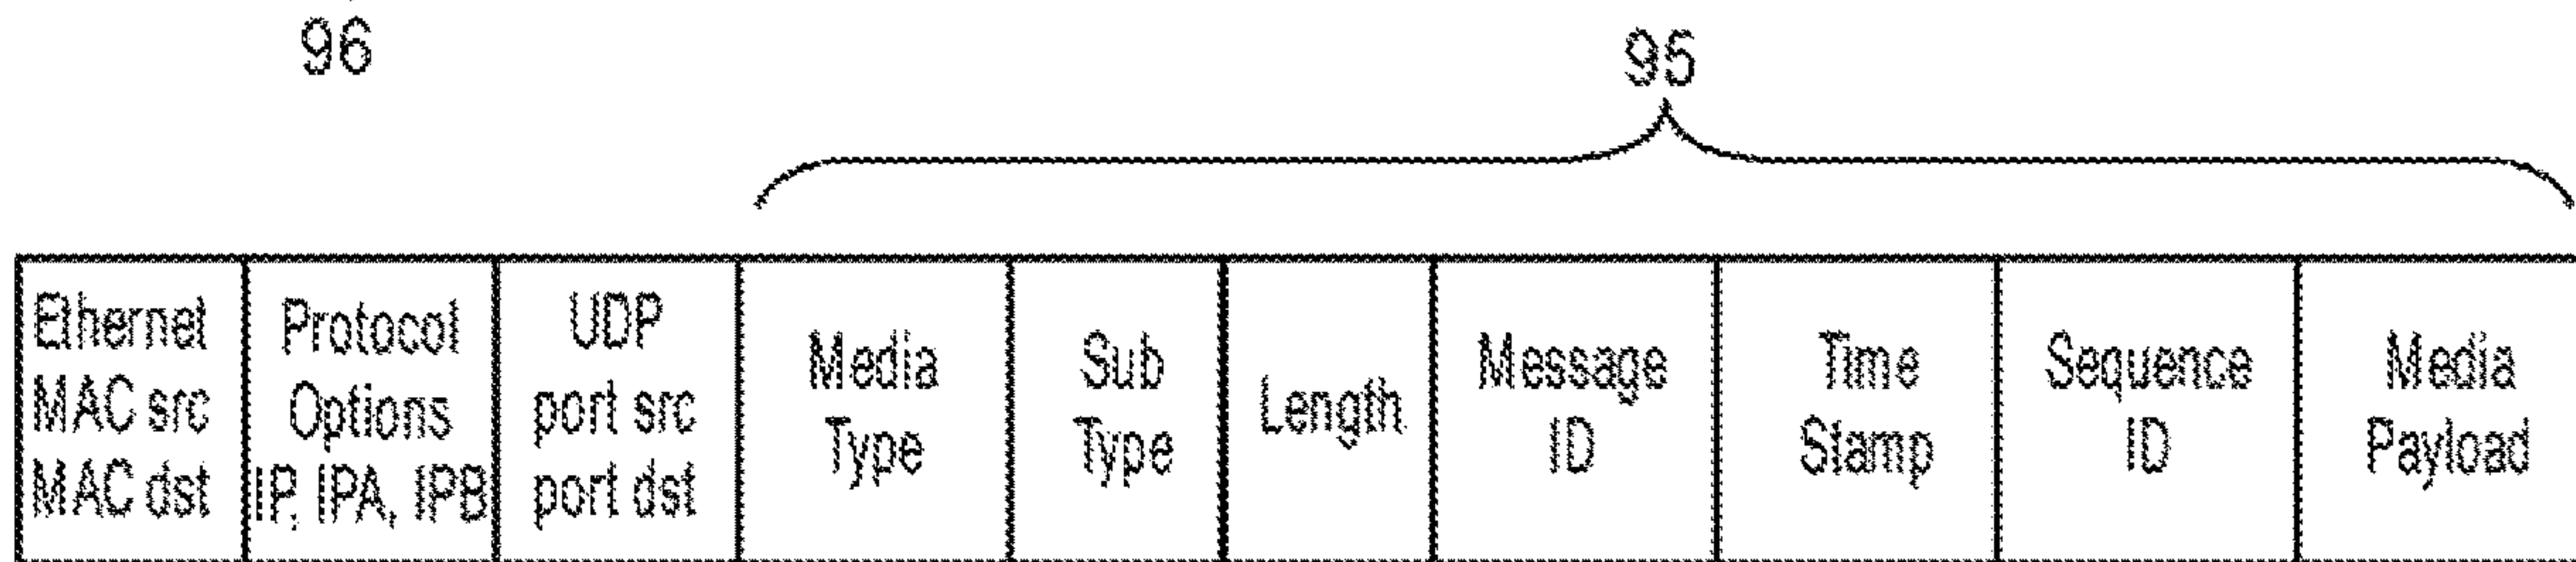 96
95
Ethernet
MAC src
MAC dst
Protocol
Options
IP, IPA, IPB
UDP
port src
port dst
Media
Type
Sub
Type
Length
Message
ID
Time
Stamp
Sequence
ID
Media
Payload